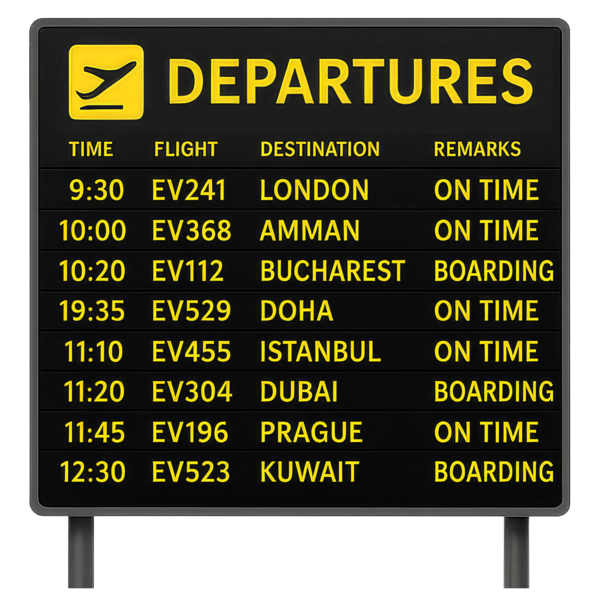 DEPARTURES
TIME FLIGHT DESTINATION REMARKS
9:30 EV241 LONDON ON TIME
10:00 EV368 AMMAN ON TIME
10:20 EV112 BUCHAREST BOARDING
19:35 EV529 DOHA ON TIME
11:10 EV455 ISTANBUL ON TIME
11:20 EV304 DUBAI BOARDING
11:45 EV196 PRAGUE ON TIME
12:30 EV523 KUWAIT BOARDING